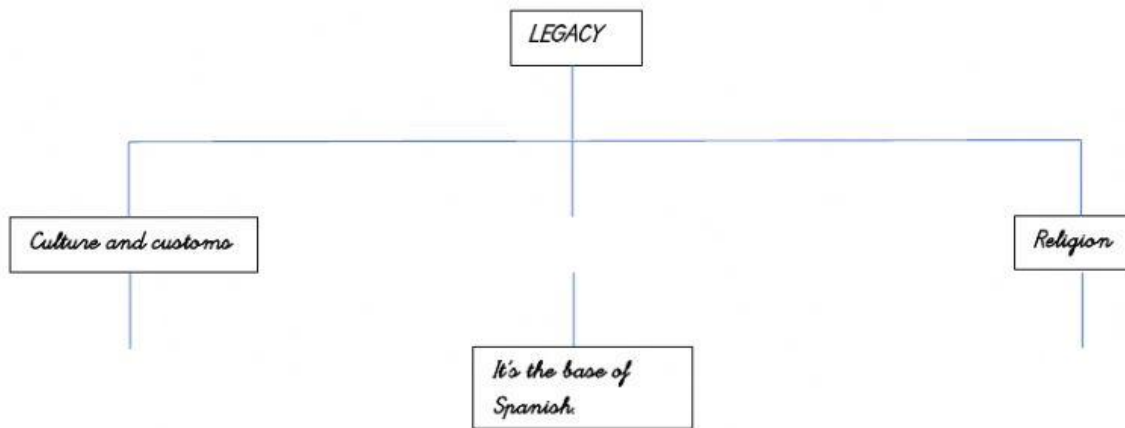 LEGACY
Culture and customs
Religion
It's the base of
Spanish.